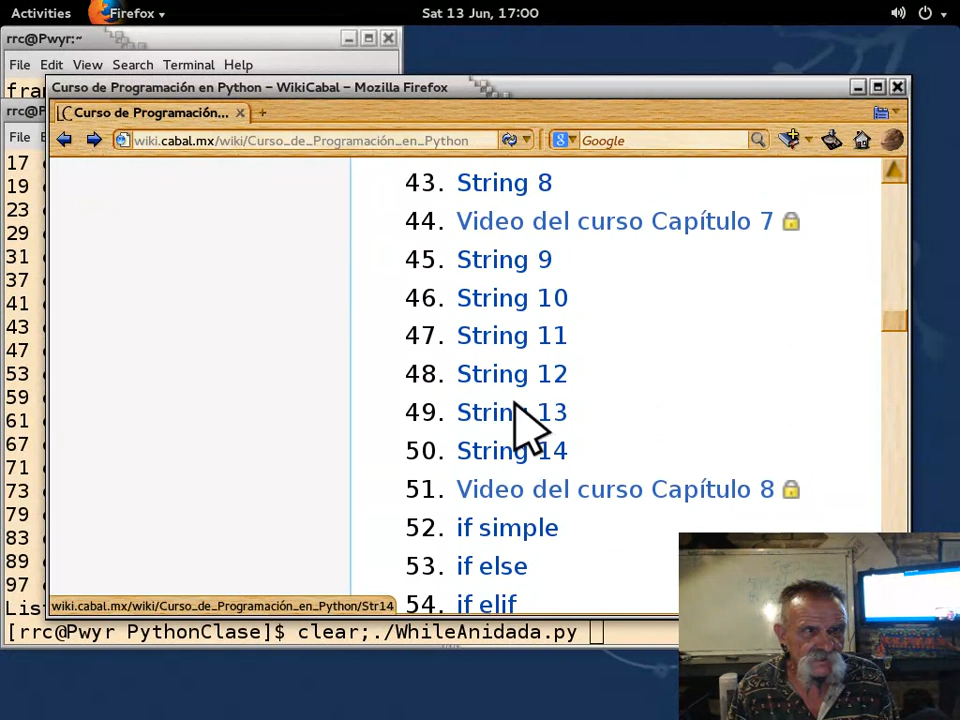 Activities Firefox Sat 13 Jun, 17:00
rrc@Pwyr:~
File Edit View Search Terminal Help
Curso de Programación en Python – WikiCabal – Mozilla Firefox
Curso de Programación...
wiki.cabal.mx/wiki/Curso_de_Programación_en_Python
Google
File
17
19
23
29
31
37
41
43
47
53
59
61
67
71
73
79
83
89
97
43. String 8
44. Video del curso Capítulo 7
45. String 9
46. String 10
47. String 11
48. String 12
49. String 13
50. String 14
51. Video del curso Capítulo 8
52. if simple
53. if else
54. if elif
wiki.cabal.mx/wiki/Curso_de_Programación_en_Python/Str14
[rrc@Pwyr PythonClase]$ clear;./WhileAnidada.py